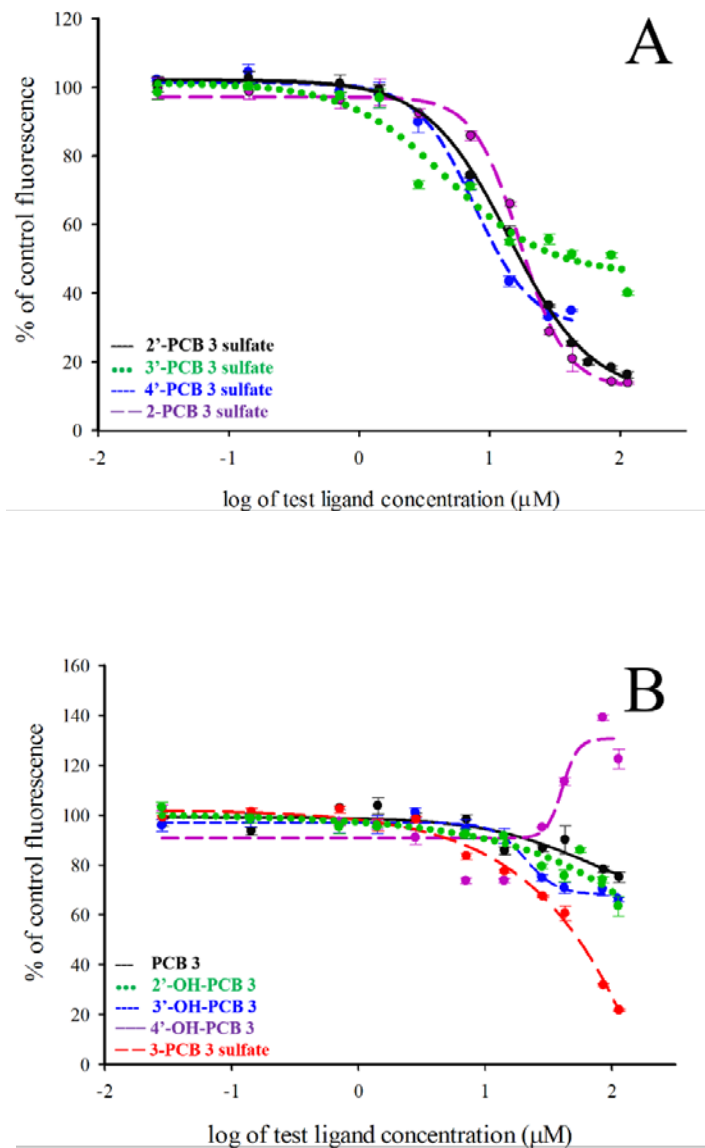 A
120
100
80
60
40
20
0
% of control fluorescence
2'-PCB 3 sulfate
3'-PCB 3 sulfate
4'-PCB 3 sulfate
2-PCB 3 sulfate
-2 -1 0 1 2
log of test ligand concentration (µM)
B
160
140
120
100
80
60
40
20
0
% of control fluorescence
PCB 3
2'-OH-PCB 3
3'-OH-PCB 3
4'-OH-PCB 3
3-PCB 3 sulfate
-2 -1 0 1 2
log of test ligand concentration (µM)